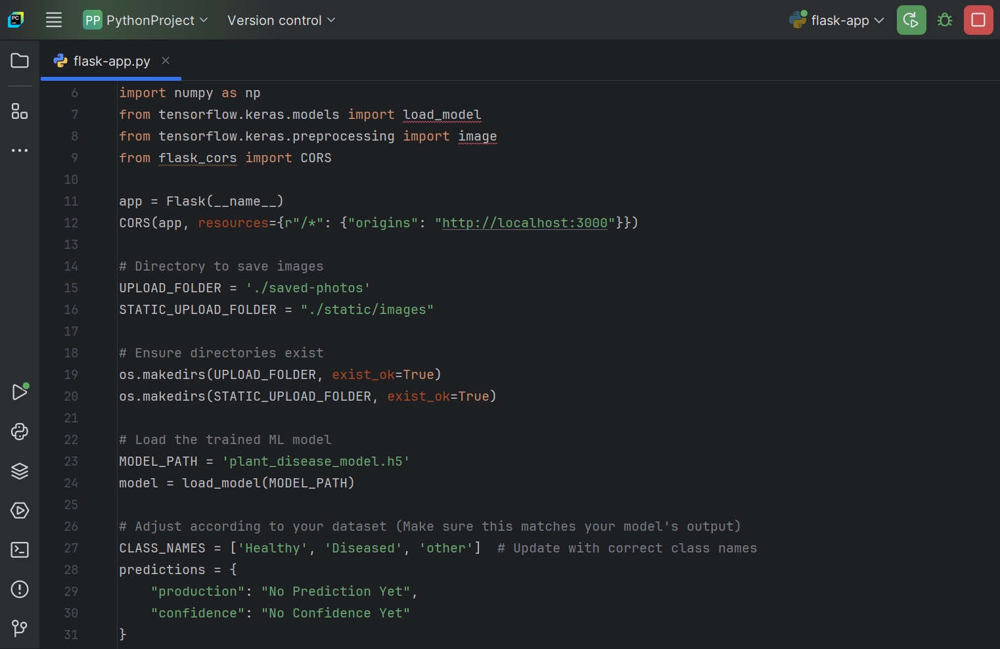 PC
PP PythonProject Version control flask-app
flask-app.py
6 import numpy as np
7 from tensorflow.keras.models import load_model
8 from tensorflow.keras.preprocessing import image
9 from flask_cors import CORS
10
11 app = Flask(__name__)
12 CORS(app, resources={r"/*": {"origins": "http://localhost:3000"}})
13
14 # Directory to save images
15 UPLOAD_FOLDER = './saved-photos'
16 STATIC_UPLOAD_FOLDER = "./static/images"
17
18 # Ensure directories exist
19 os.makedirs(UPLOAD_FOLDER, exist_ok=True)
20 os.makedirs(STATIC_UPLOAD_FOLDER, exist_ok=True)
21
22 # Load the trained ML model
23 MODEL_PATH = 'plant_disease_model.h5'
24 model = load_model(MODEL_PATH)
25
26 # Adjust according to your dataset (Make sure this matches your model's output)
27 CLASS_NAMES = ['Healthy', 'Diseased', 'other']  # Update with correct class names
28 predictions = {
29     "production": "No Prediction Yet",
30     "confidence": "No Confidence Yet"
31 }